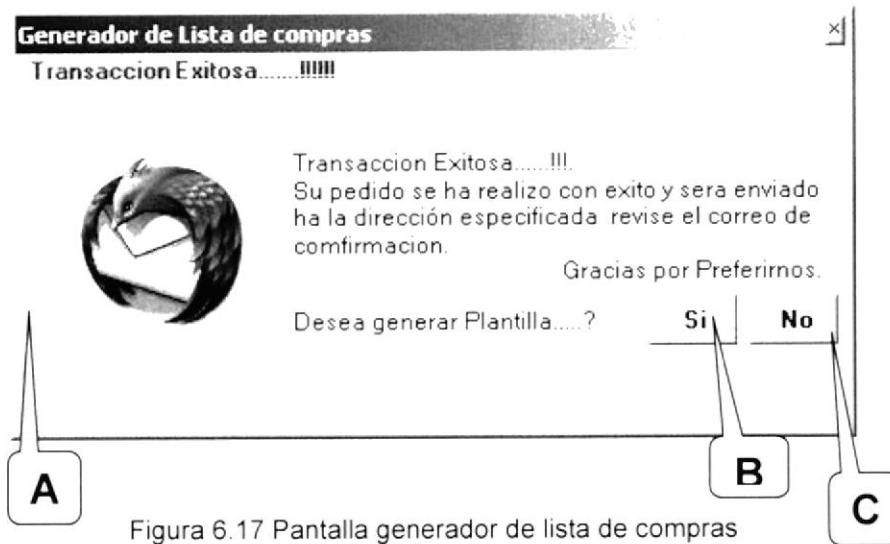 Generador de Lista de compras
Transaccion Exitosa.......!!!!!!!
Transaccion Exitosa......!!!.
Su pedido se ha realizo con exito y sera enviado
ha la dirección especificada revise el correo de
comfirmacion.
Gracias por Preferirnos.
Desea generar Plantilla.....?
Si
No
A
B
C
Figura 6.17 Pantalla generador de lista de compras